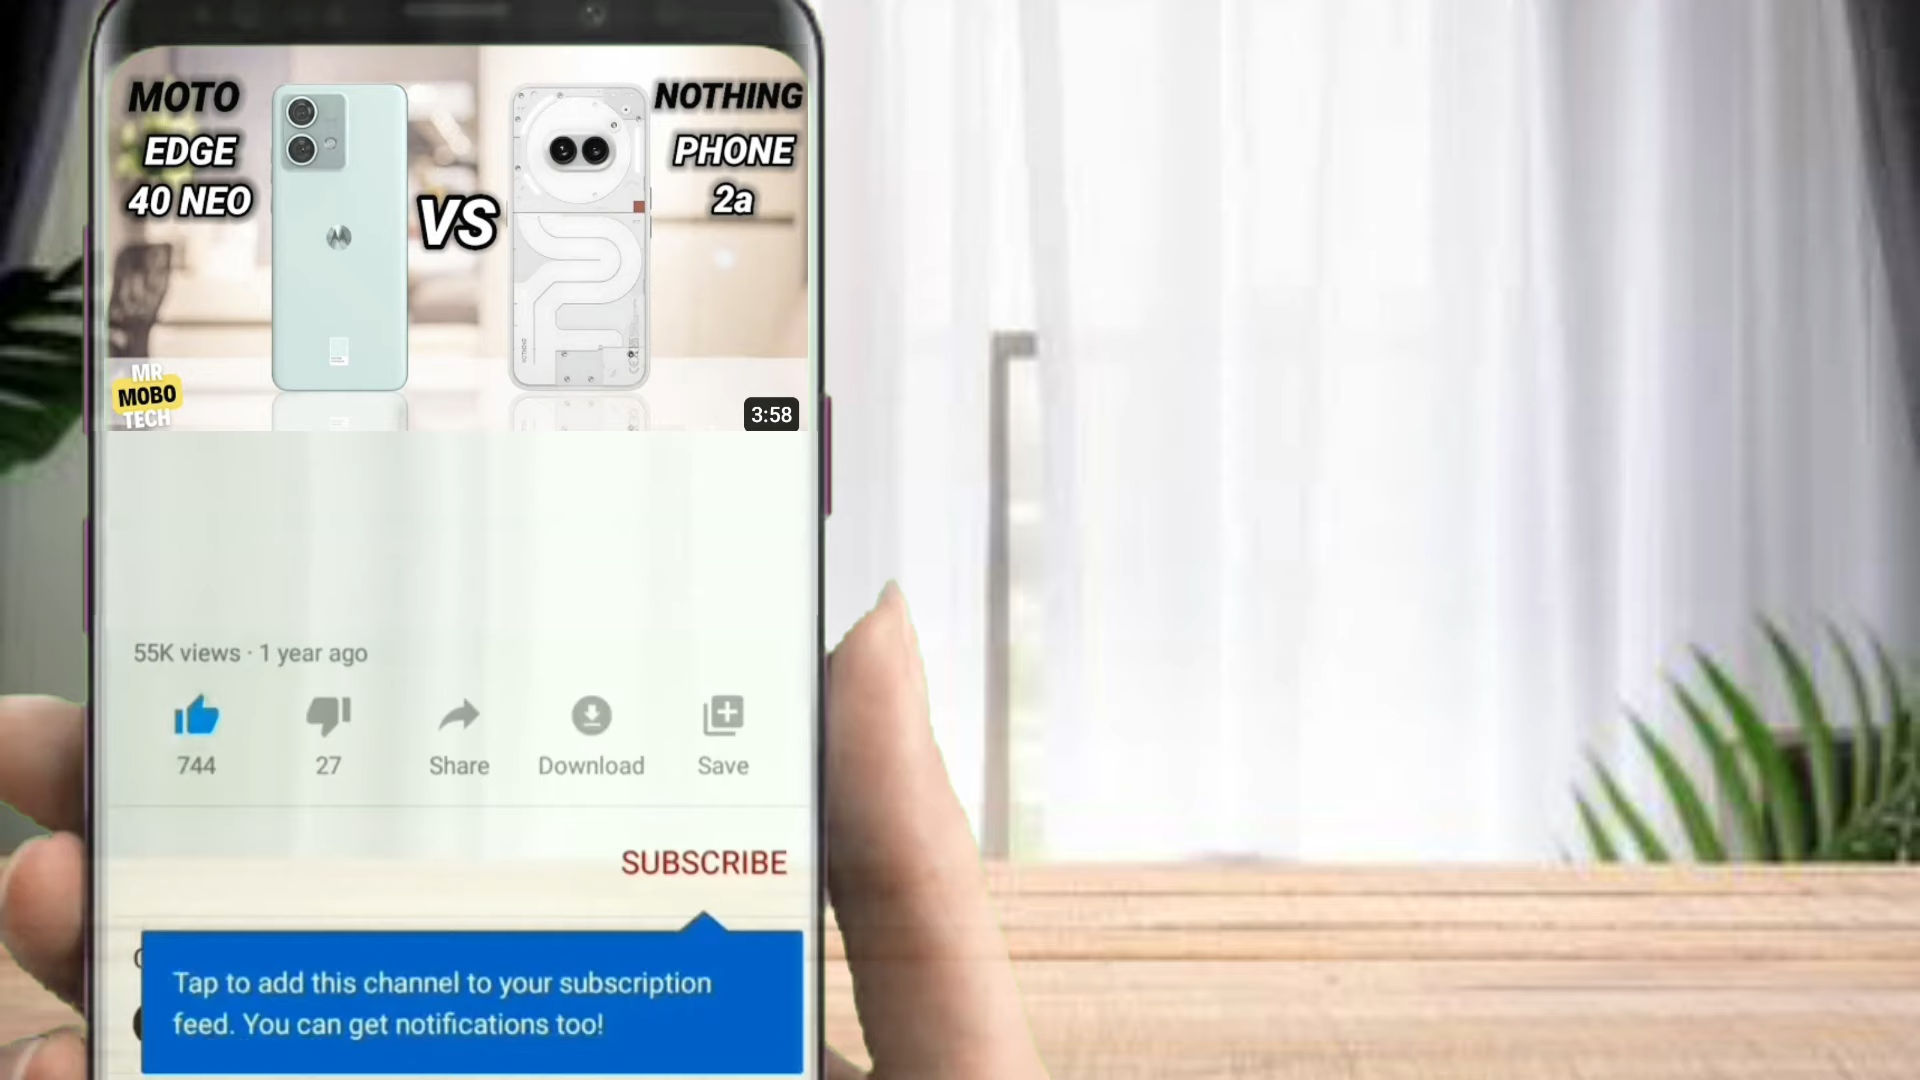 MOTO
EDGE
40 NEO
VS
NOTHING
PHONE
2a
MR
MOBO
TECH
3:58
55K views · 1 year ago
744
27
Share
Download
Save
SUBSCRIBE
Tap to add this channel to your subscription
feed. You can get notifications too!